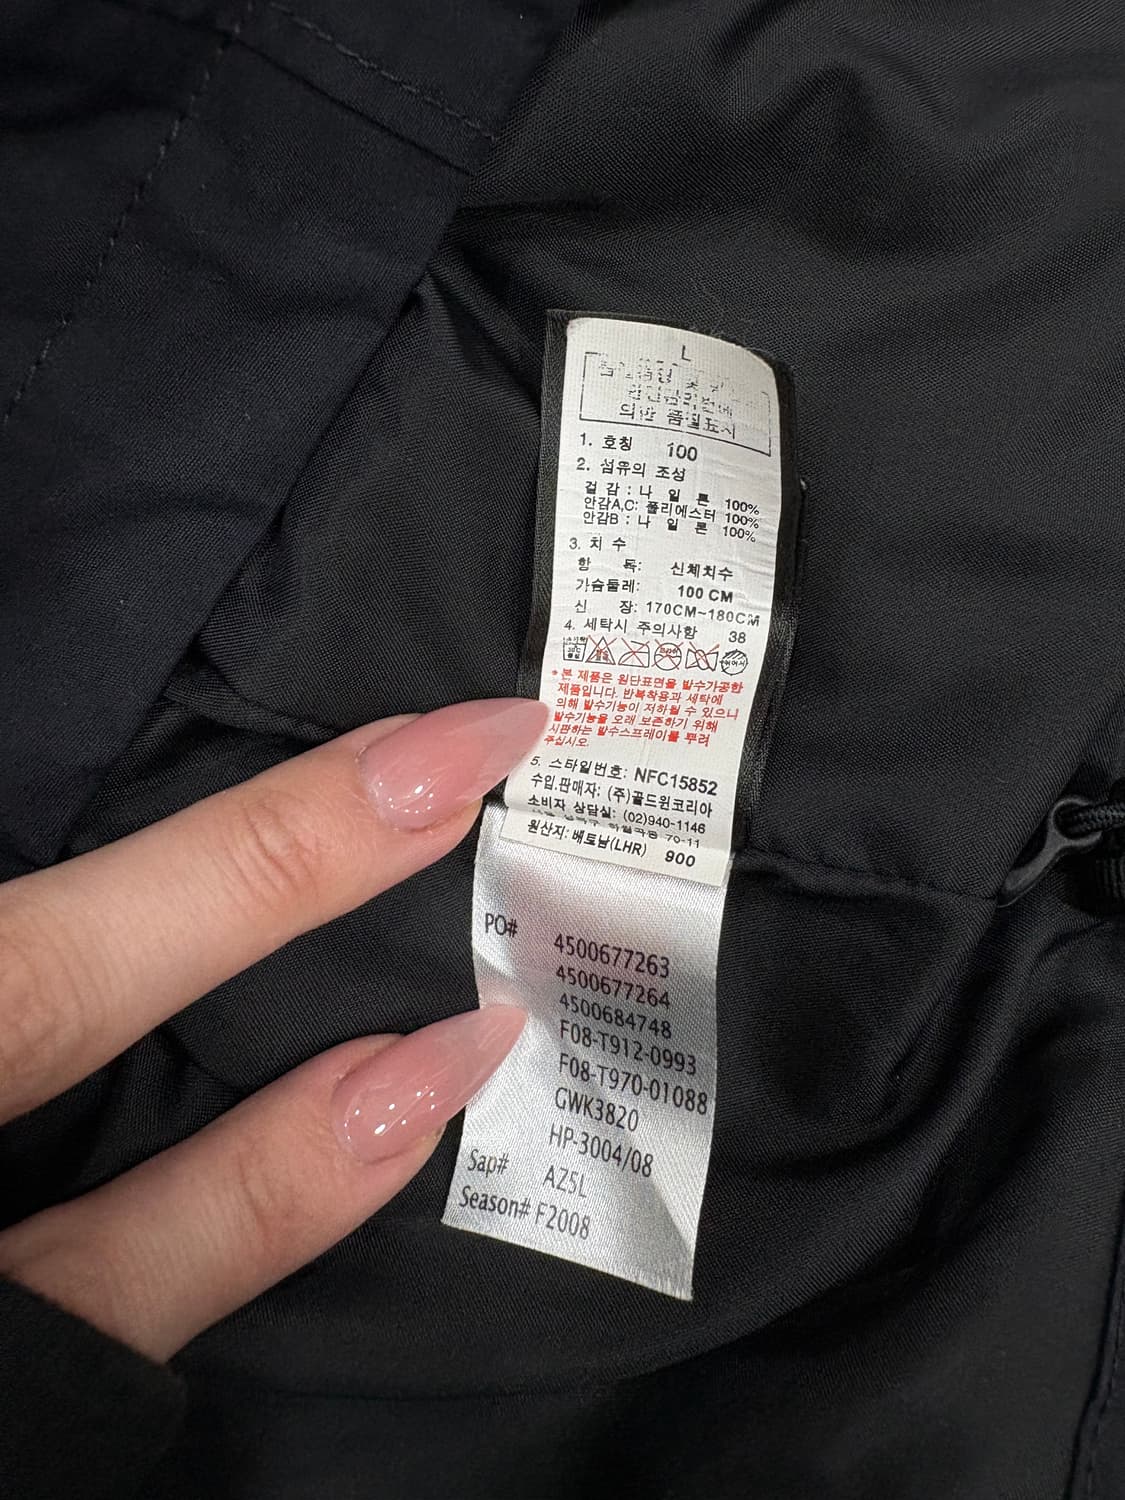 L
의한 품질표시
1. 호칭 100
2. 섬유의 조성
겉 감 : 나 일 론 100%
안감A,C: 폴리에스터 100%
안감B : 나 일 론 100%
3. 치 수
항 목: 신체치수
가슴둘레: 100 CM
신 장: 170CM~180CM
4. 세탁시 주의사항 38
* 본 제품은 원단표면을 발수가공한
제품입니다. 반복착용과 세탁에
의해 발수기능이 저하될 수 있으니
발수기능을 오래 보존하기 위해
시판하는 발수스프레이를 뿌려
주십시오.
5. 스타일번호: NFC15852
수입.판매자: (주)골드윈코리아
소비자 상담실: (02)940-1146
70-11
원산지: 베트남(LHR) 900
PO# 4500677263
4500677264
4500684748
F08-T912-0993
F08-T970-01088
GWK3820
HP-3004/08
Sap# AZ5L
Season# F2008